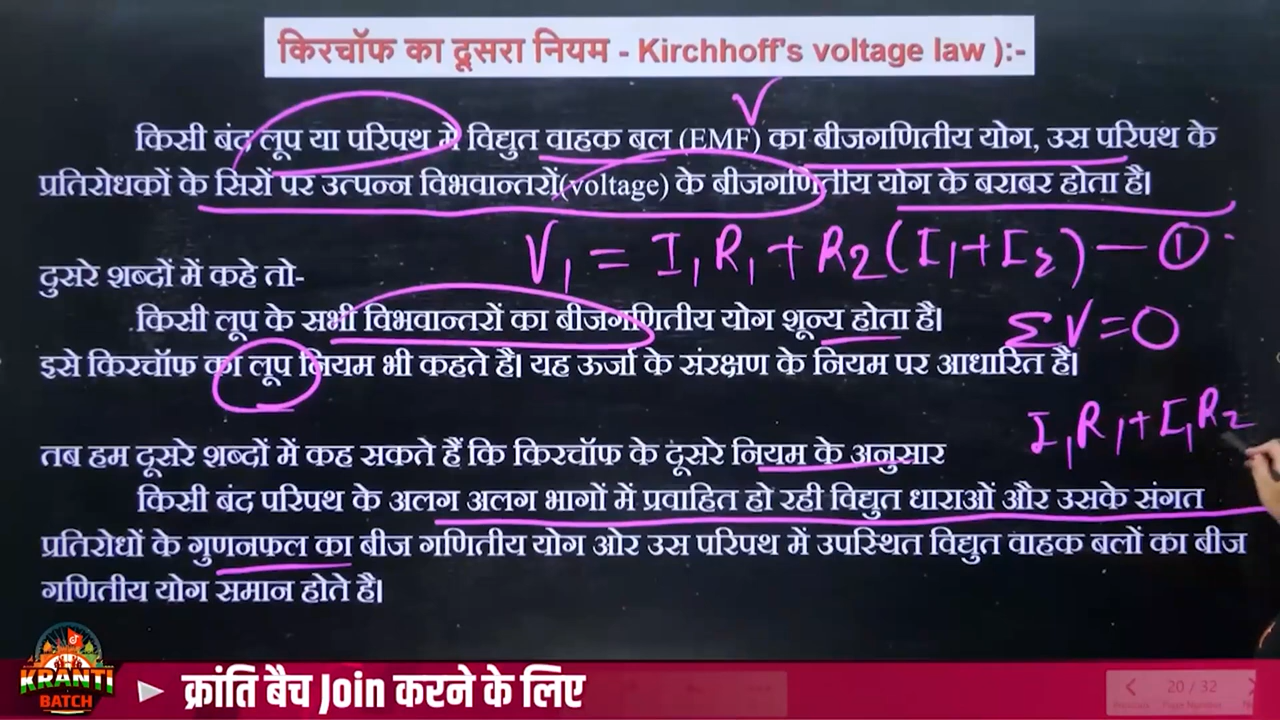 किरचॉफ का दूसरा नियम - Kirchhoff's voltage law ):-
V
किसी बंद लूप या परिपथ में विद्युत वाहक बल (EMF) का बीजगणितीय योग, उस परिपथ के
प्रतिरोधकों के सिरों पर उत्पन्न विभवान्तरों(voltage) के बीजगणितीय योग के बराबर होता है।
V₁ = I₁R₁ + R₂(I₁+I₂) — ①
दुसरे शब्दों में कहे तो-
किसी लूप के सभी विभवान्तरों का बीजगणितीय योग शून्य होता है।
ΣV=0
इसे किरचॉफ का लूप नियम भी कहते है। यह ऊर्जा के संरक्षण के नियम पर आधारित है।
I₁R₁+I₁R₂
तब हम दूसरे शब्दों में कह सकते हैं कि किरचॉफ के दूसरे नियम के अनुसार
किसी बंद परिपथ के अलग अलग भागों में प्रवाहित हो रही विद्युत धाराओं और उसके संगत
प्रतिरोधों के गुणनफल का बीज गणितीय योग ओर उस परिपथ में उपस्थित विद्युत वाहक बलों का बीज
गणितीय योग समान होते है।
KRANTI
BATCH
क्रांति बैच Join करने के लिए
20 / 32